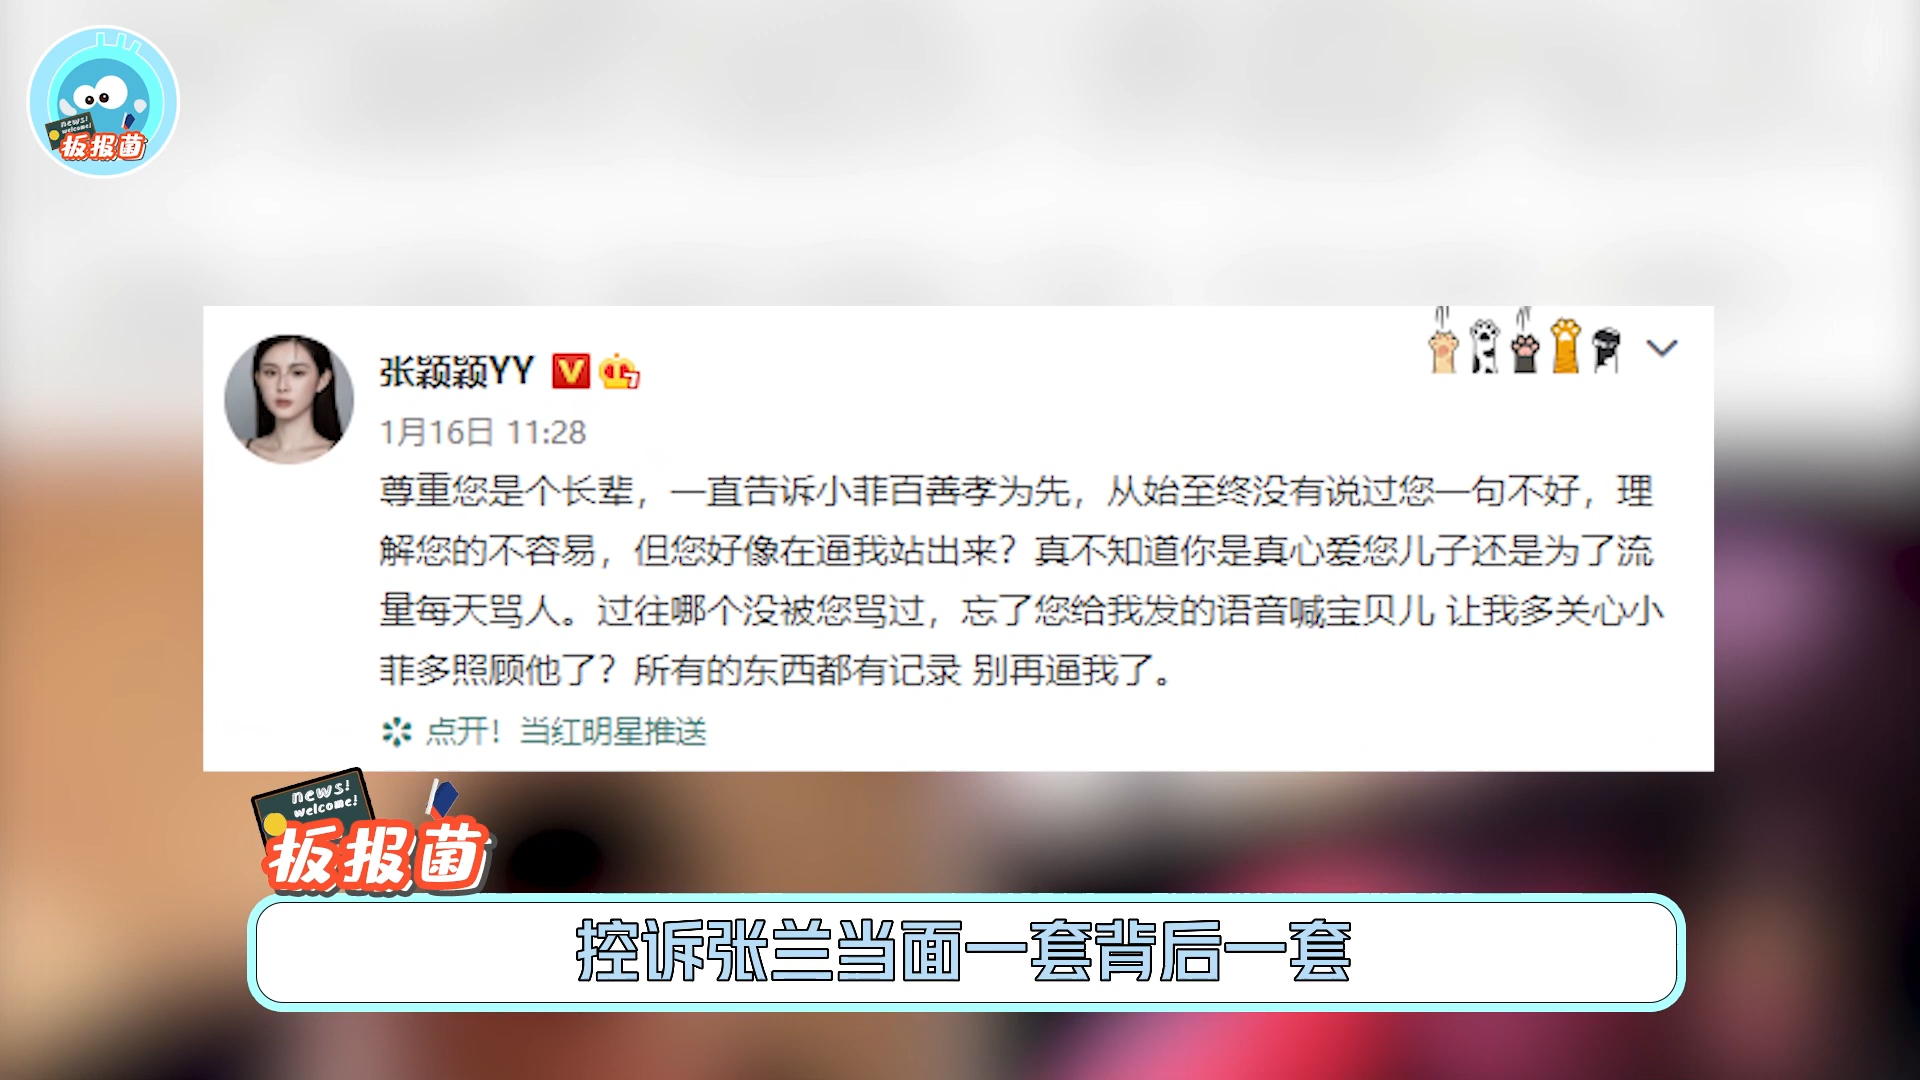 news!
welcome!
板报菌
张颖颖YY
1月16日 11:28
尊重您是个长辈，一直告诉小菲百善孝为先，从始至终没有说过您一句不好，理
解您的不容易，但您好像在逼我站出来？真不知道你是真心爱您儿子还是为了流
量每天骂人。过往哪个没被您骂过，忘了您给我发的语音喊宝贝儿 让我多关心小
菲多照顾他了？所有的东西都有记录 别再逼我了。
点开！当红明星推送
news!
welcome!
板报菌
控诉张兰当面一套背后一套